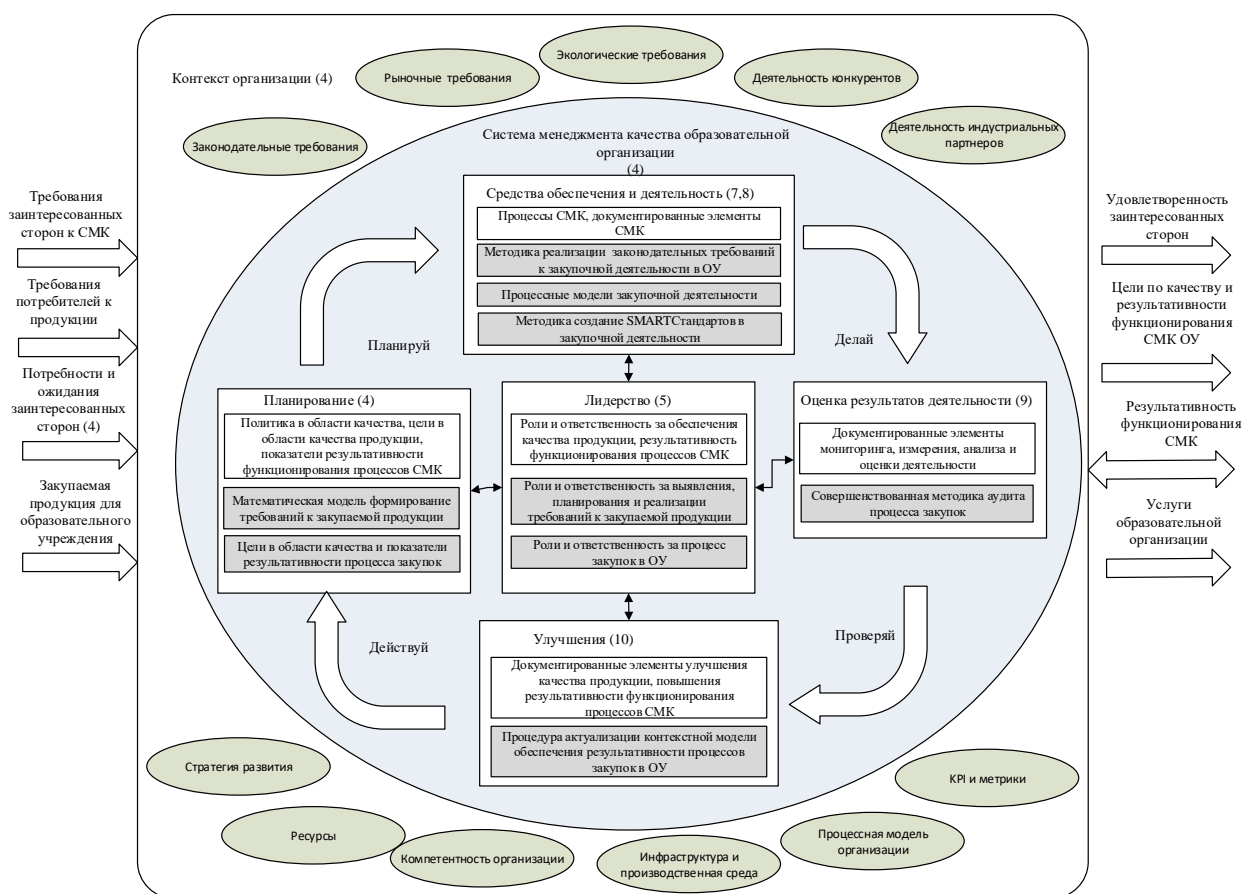 Экологические требования
Рыночные требования
Контекст организации (4)
Деятельность конкурентов
Законодательные требования
Деятельность индустриальных
партнеров
Система менеджмента качества образовательной
организации
(4)
Требования
заинтересованных
сторон к СМК
Требования
потребителей к
продукции
Потребности и
ожидания
заинтересованных
сторон (4)
Закупаемая
продукция для
образовательного
учреждения
Средства обеспечения и деятельность (7,8)
Процессы СМК, документированные элементы
СМК
Методика реализации законодательных требований
к закупочной деятельности в ОУ
Процессные модели закупочной деятельности
Методика создание SMARTСтандартов в
закупочной деятельности
Планируй
Делай
Планирование (4)
Политика в области качества, цели в
области качества продукции,
показатели результативности
функционирования процессов СМК
Математическая модель формирование
требований к закупаемой продукции
Цели в области качества и показатели
результативности процесса закупок
Лидерство (5)
Роли и ответственность за обеспечения
качества продукции, результативность
функционирования процессов СМК
Роли и ответственность за выявления,
планирования и реализации
требований к закупаемой продукции
Роли и ответственность за процесс
закупок в ОУ
Оценка результатов деятельности (9)
Документированные элементы
мониторинга, измерения, анализа и
оценки деятельности
Совершенствованная методика аудита
процесса закупок
Действуй
Проверяй
Улучшения (10)
Документированные элементы улучшения
качества продукции, повышения
результативности функционирования
процессов СМК
Процедура актуализации контекстной модели
обеспечения результативности процессов
закупок в ОУ
Удовлетворенность
заинтересованных
сторон
Цели по качеству и
результативности
функционирования
СМК ОУ
Результативность
функционирования
СМК
Услуги
образовательной
организации
Стратегия развития
Ресурсы
Компетентность организации
Инфраструктура и
производственная среда
Процессная модель
организации
KPI и метрики